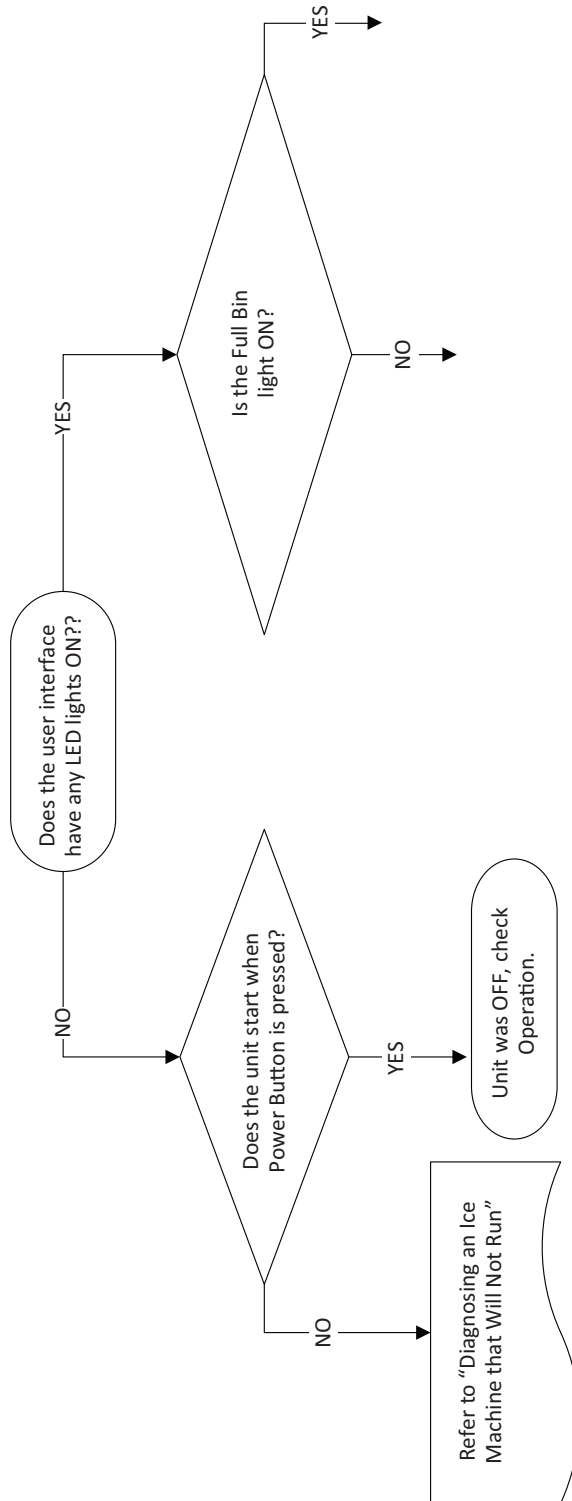 Does the user interface
have any LED lights ON??
NO
YES
Does the unit start when
Power Button is pressed?
Is the Full Bin
light ON?
NO
YES
NO
YES
Refer to “Diagnosing an Ice
Machine that Will Not Run”
Unit was OFF, check
Operation.